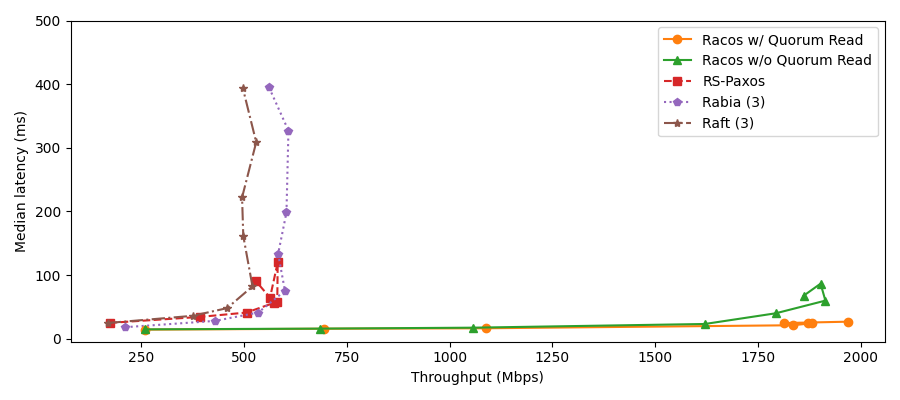 500
400
300
200
100
0
Median latency (ms)
250
500
750
1000
1250
1500
1750
2000
Throughput (Mbps)
Racos w/ Quorum Read
Racos w/o Quorum Read
RS-Paxos
Rabia (3)
Raft (3)